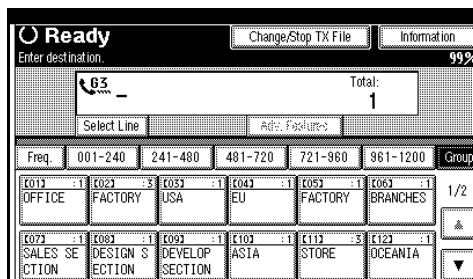 Ready Change/Stop TX File Information
Enter destination. 99%
G3 _ Total:
1
Select Line Adv. Features
Freq. 001-240 241-480 481-720 721-960 961-1200 Group
[01] :1 [02] :3 [03] :1 [04] :1 [05] :1 [06] :1
OFFICE FACTORY USA EU FACTORY BRANCHES 1/2
[07] :1 [08] :1 [09] :1 [10] :1 [11] :3 [12] :1
SALES SE DESIGN S DEVELOP ASIA STORE OCEANIA
CTION ECTION SECTION